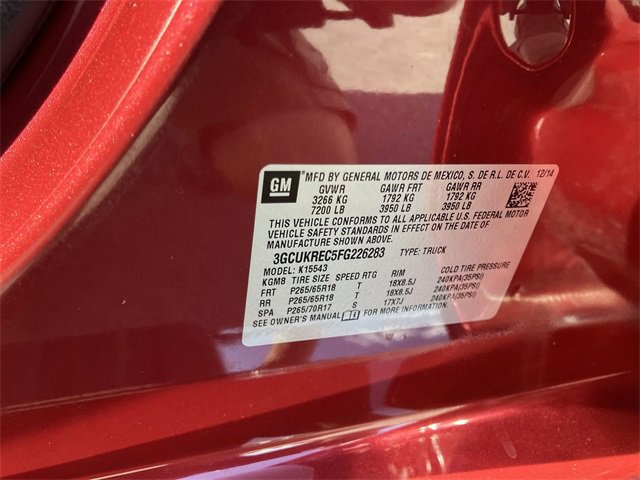 GM MFD BY GENERAL MOTORS DE MEXICO, S. DE R.L. DE C.V. 12/14
GVWR GAWR FRT GAWR RR
3266 KG 1792 KG 1792 KG
7200 LB 3950 LB 3950 LB
THIS VEHICLE CONFORMS TO ALL APPLICABLE U.S. FEDERAL MOTOR
VEHICLE SAFETY STANDARDS IN EFFECT ON THE DATE OF
MANUFACTURE SHOWN ABOVE.
3GCUKREC5FG226283 TYPE: TRUCK
MODEL: K15543
KGMB TIRE SIZE SPEED RTG RIM COLD TIRE PRESSURE
FRT P265/65R18 T 18X8.5J 240KPA(35PSI)
RR P265/65R18 T 18X8.5J 240KPA(35PSI)
SPA P265/70R17 S 17X7J 240KPA(35PSI)
SEE OWNER'S MANUAL FOR MORE INFORMATION.